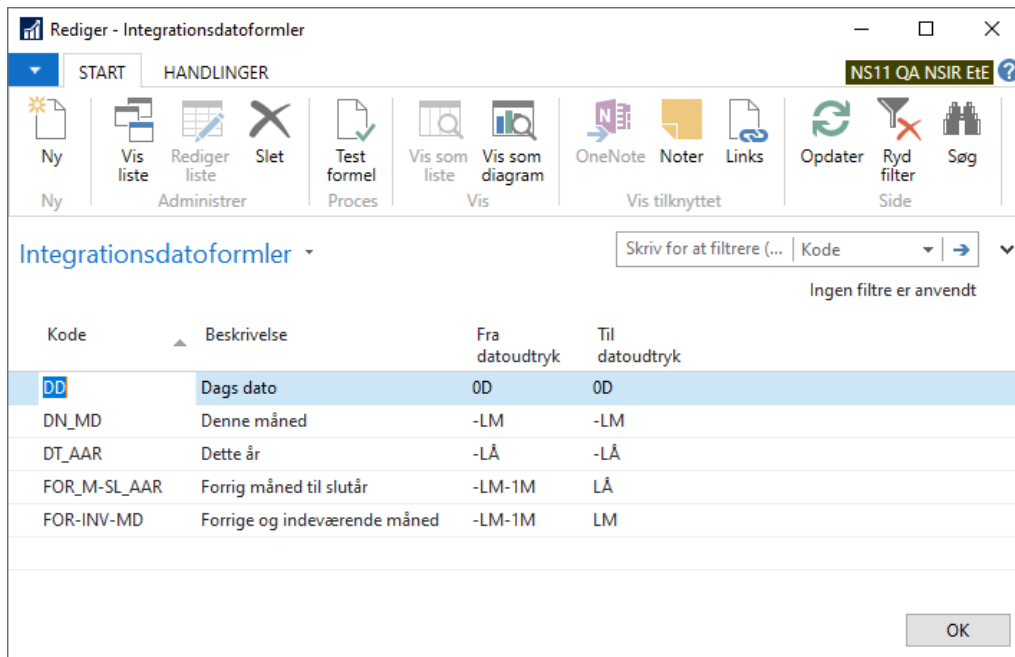 Rediger - Integrationsdatoformler
START HANDLINGER NS11 QA NSIR EtE ?
Ny Vis liste Rediger liste Slet Test formel Vis som liste Vis som diagram OneNote Noter Links Opdater Ryd filter Søg
Ny Administrer Proces Vis Vis tilknyttet Side
Integrationsdatoformler Skriv for at filtrere (... Kode
Ingen filtre er anvendt
Kode Beskrivelse Fra datoudtryk Til datoudtryk
DD Dags dato 0D 0D
DN_MD Denne måned -LM -LM
DT_AAR Dette år -LÅ -LÅ
FOR_M-SL_AAR Forrig måned til slutår -LM-1M LÅ
FOR-INV-MD Forrige og indeværende måned -LM-1M LM
OK